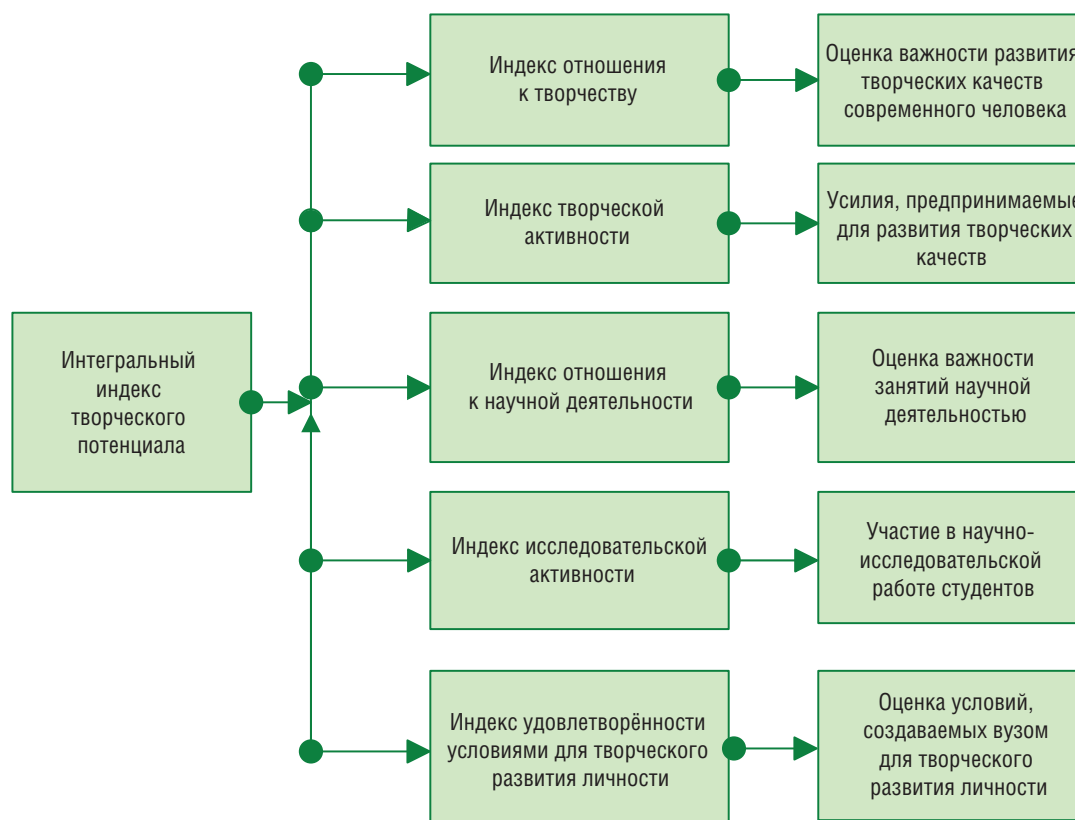 Индекс отношения
к творчеству
Оценка важности развития
творческих качеств
современного человека
Индекс творческой
активности
Усилия, предпринимаемые
для развития творческих
качеств
Интегральный
индекс
творческого
потенциала
Индекс отношения
к научной деятельности
Оценка важности
занятий научной
деятельностью
Индекс исследовательской
активности
Участие в научно-
исследовательской
работе студентов
Индекс удовлетворённости
условиями для творческого
развития личности
Оценка условий,
создаваемых вузом
для творческого
развития личности